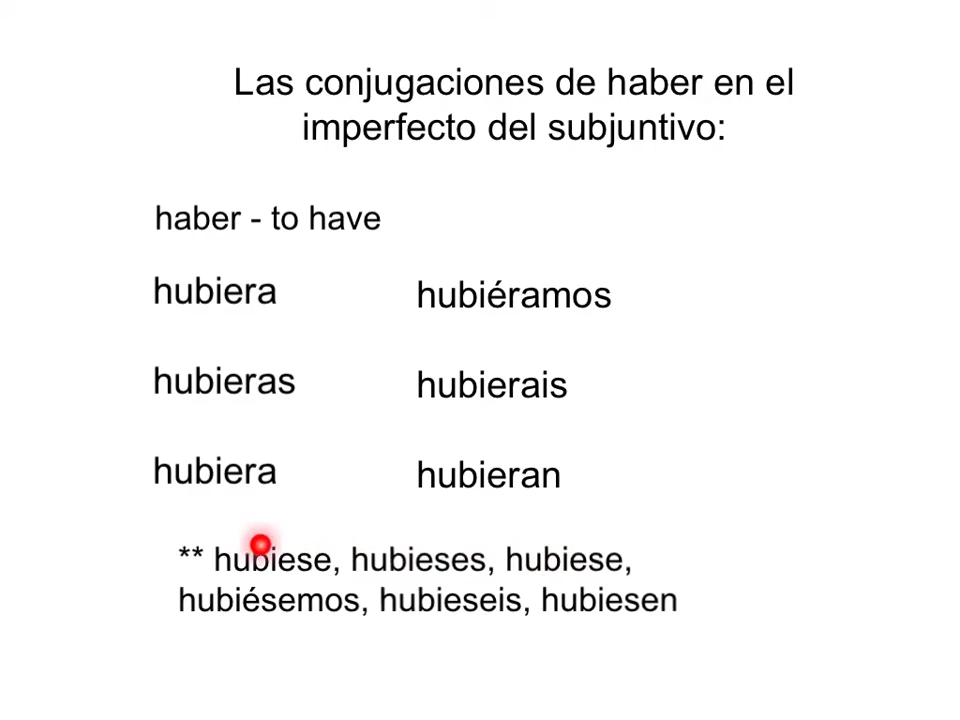 Las conjugaciones de haber en el
imperfecto del subjuntivo:
haber - to have
hubiera
hubiéramos
hubieras
hubierais
hubiera
hubieran
** hubiese, hubieses, hubiese,
hubiésemos, hubieseis, hubiesen